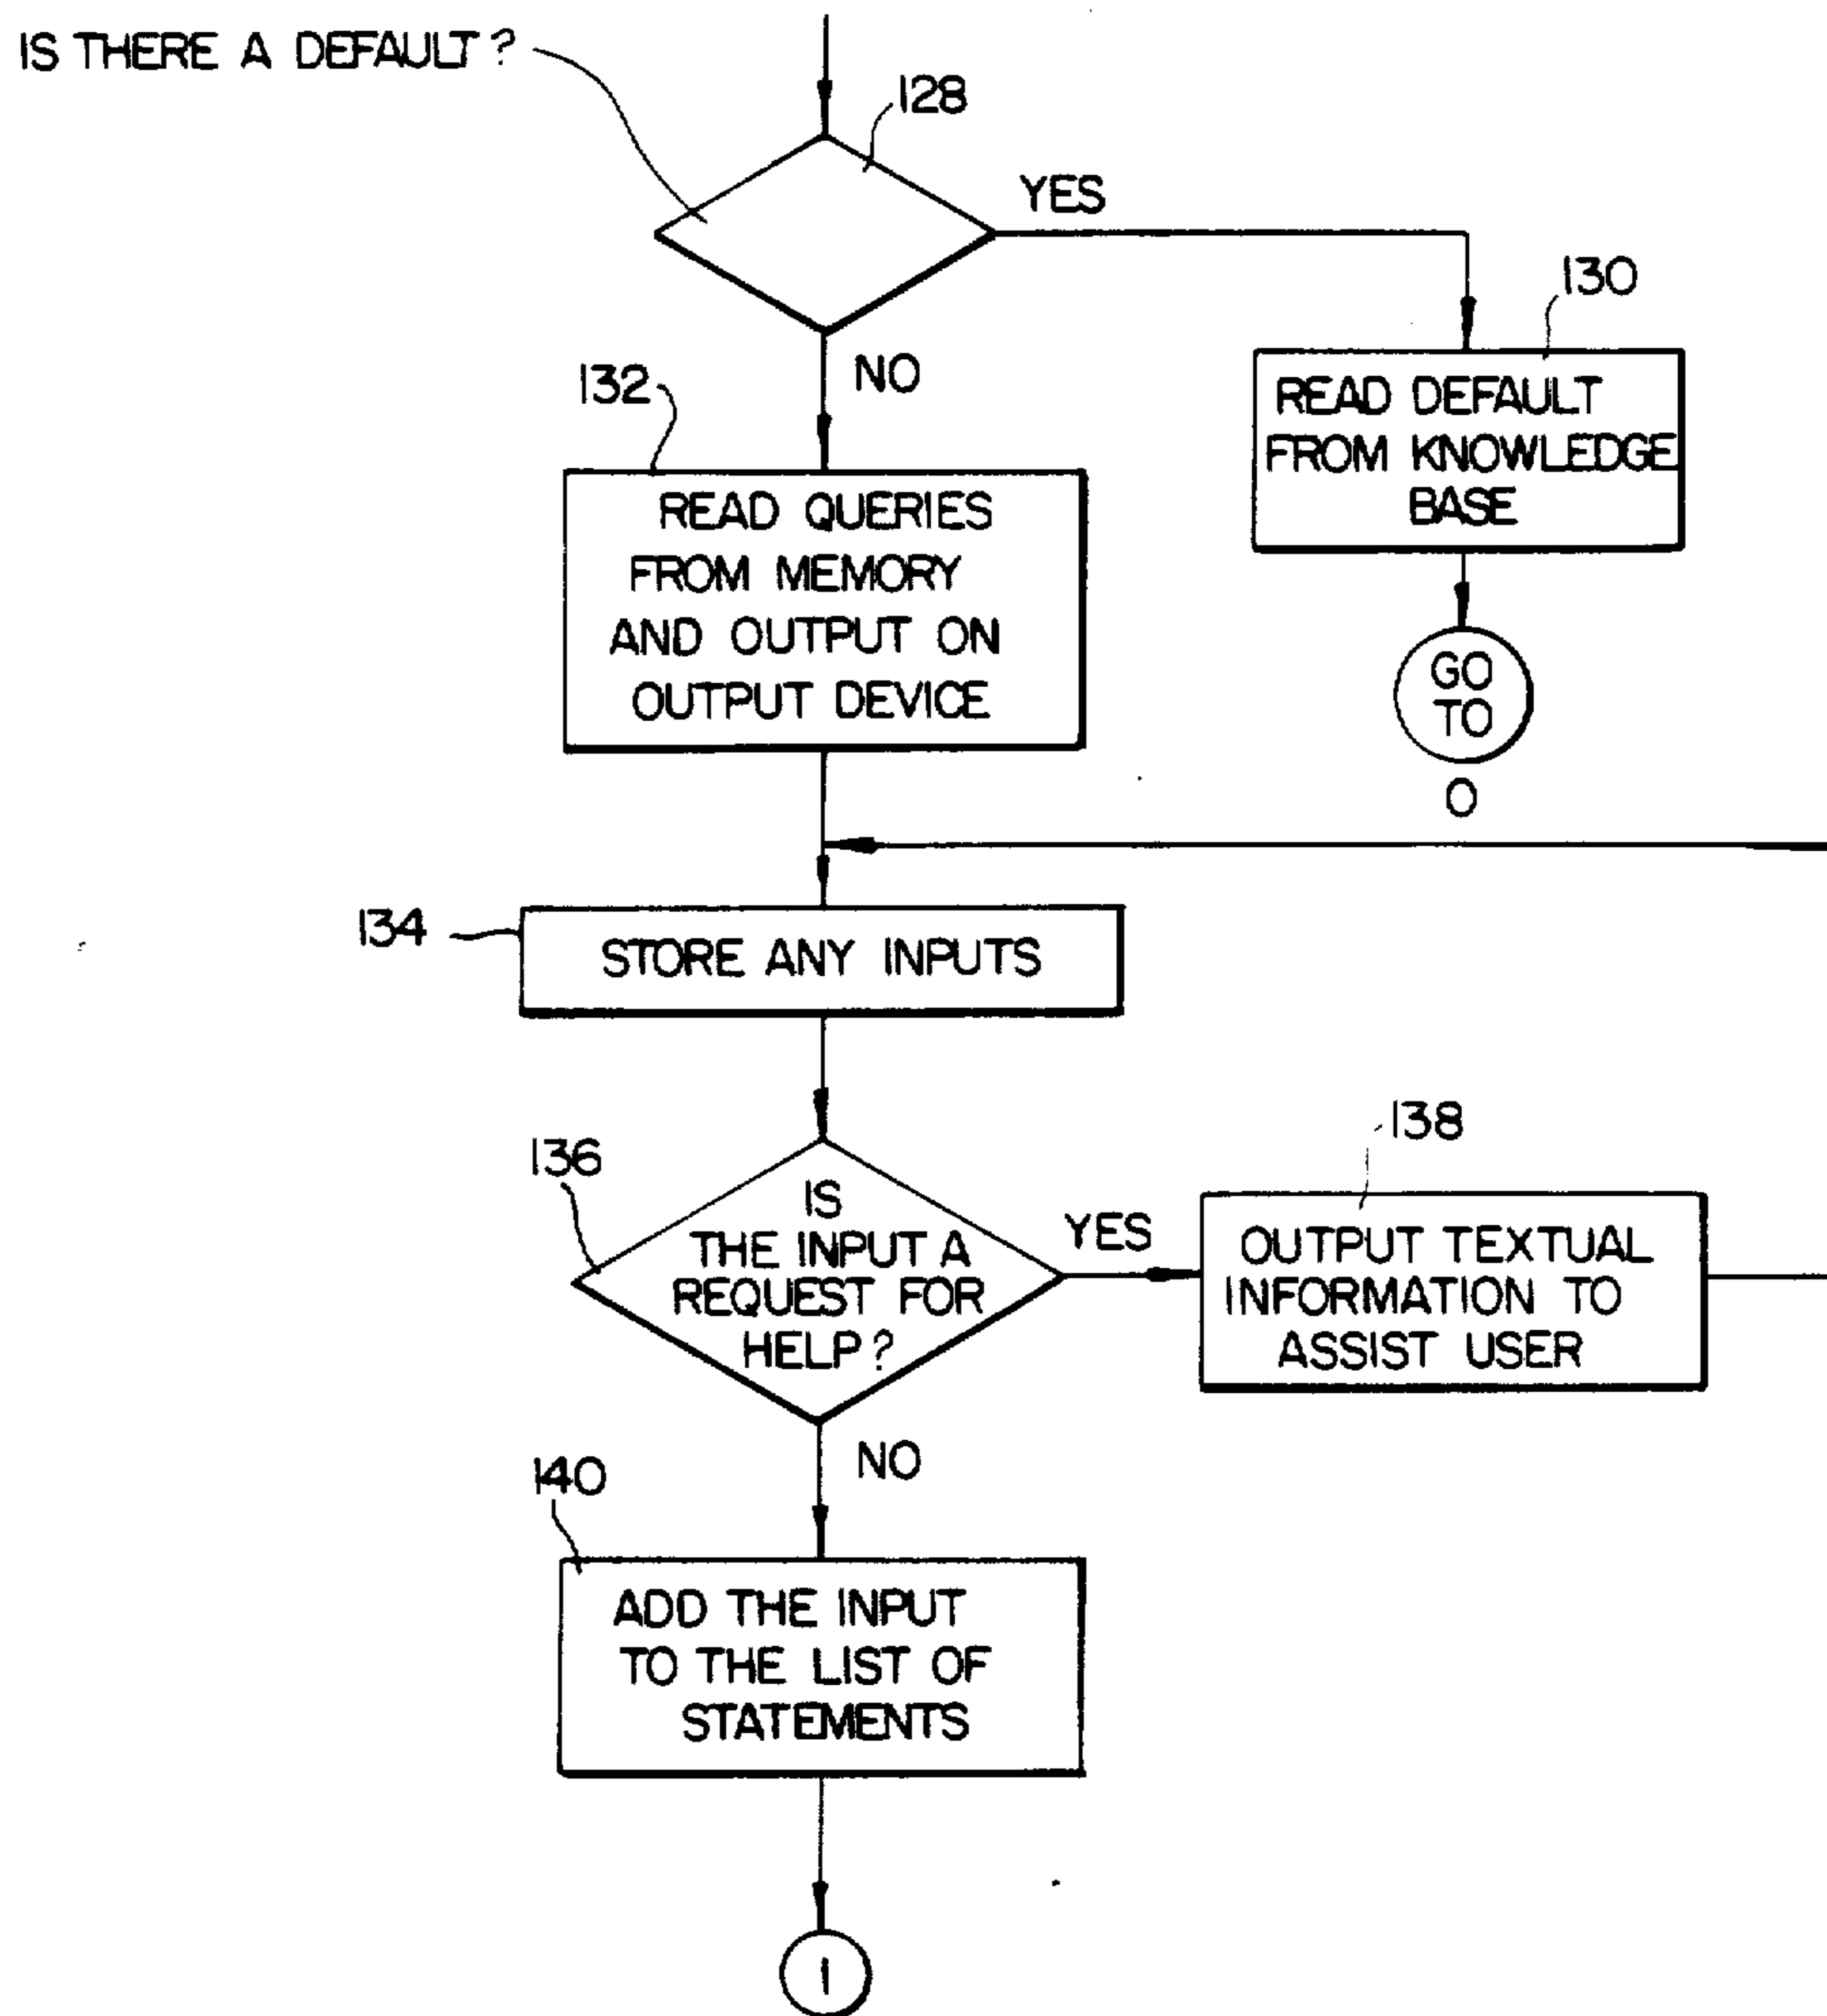 IS THERE A DEFAULT?
128
YES
130
NO
132
READ DEFAULT
FROM KNOWLEDGE
BASE
READ QUERIES
FROM MEMORY
AND OUTPUT ON
OUTPUT DEVICE
GO
TO
O
134
STORE ANY INPUTS
138
136
IS
THE INPUT A
REQUEST FOR
HELP?
YES
OUTPUT TEXTUAL
INFORMATION TO
ASSIST USER
NO
140
ADD THE INPUT
TO THE LIST OF
STATEMENTS
1